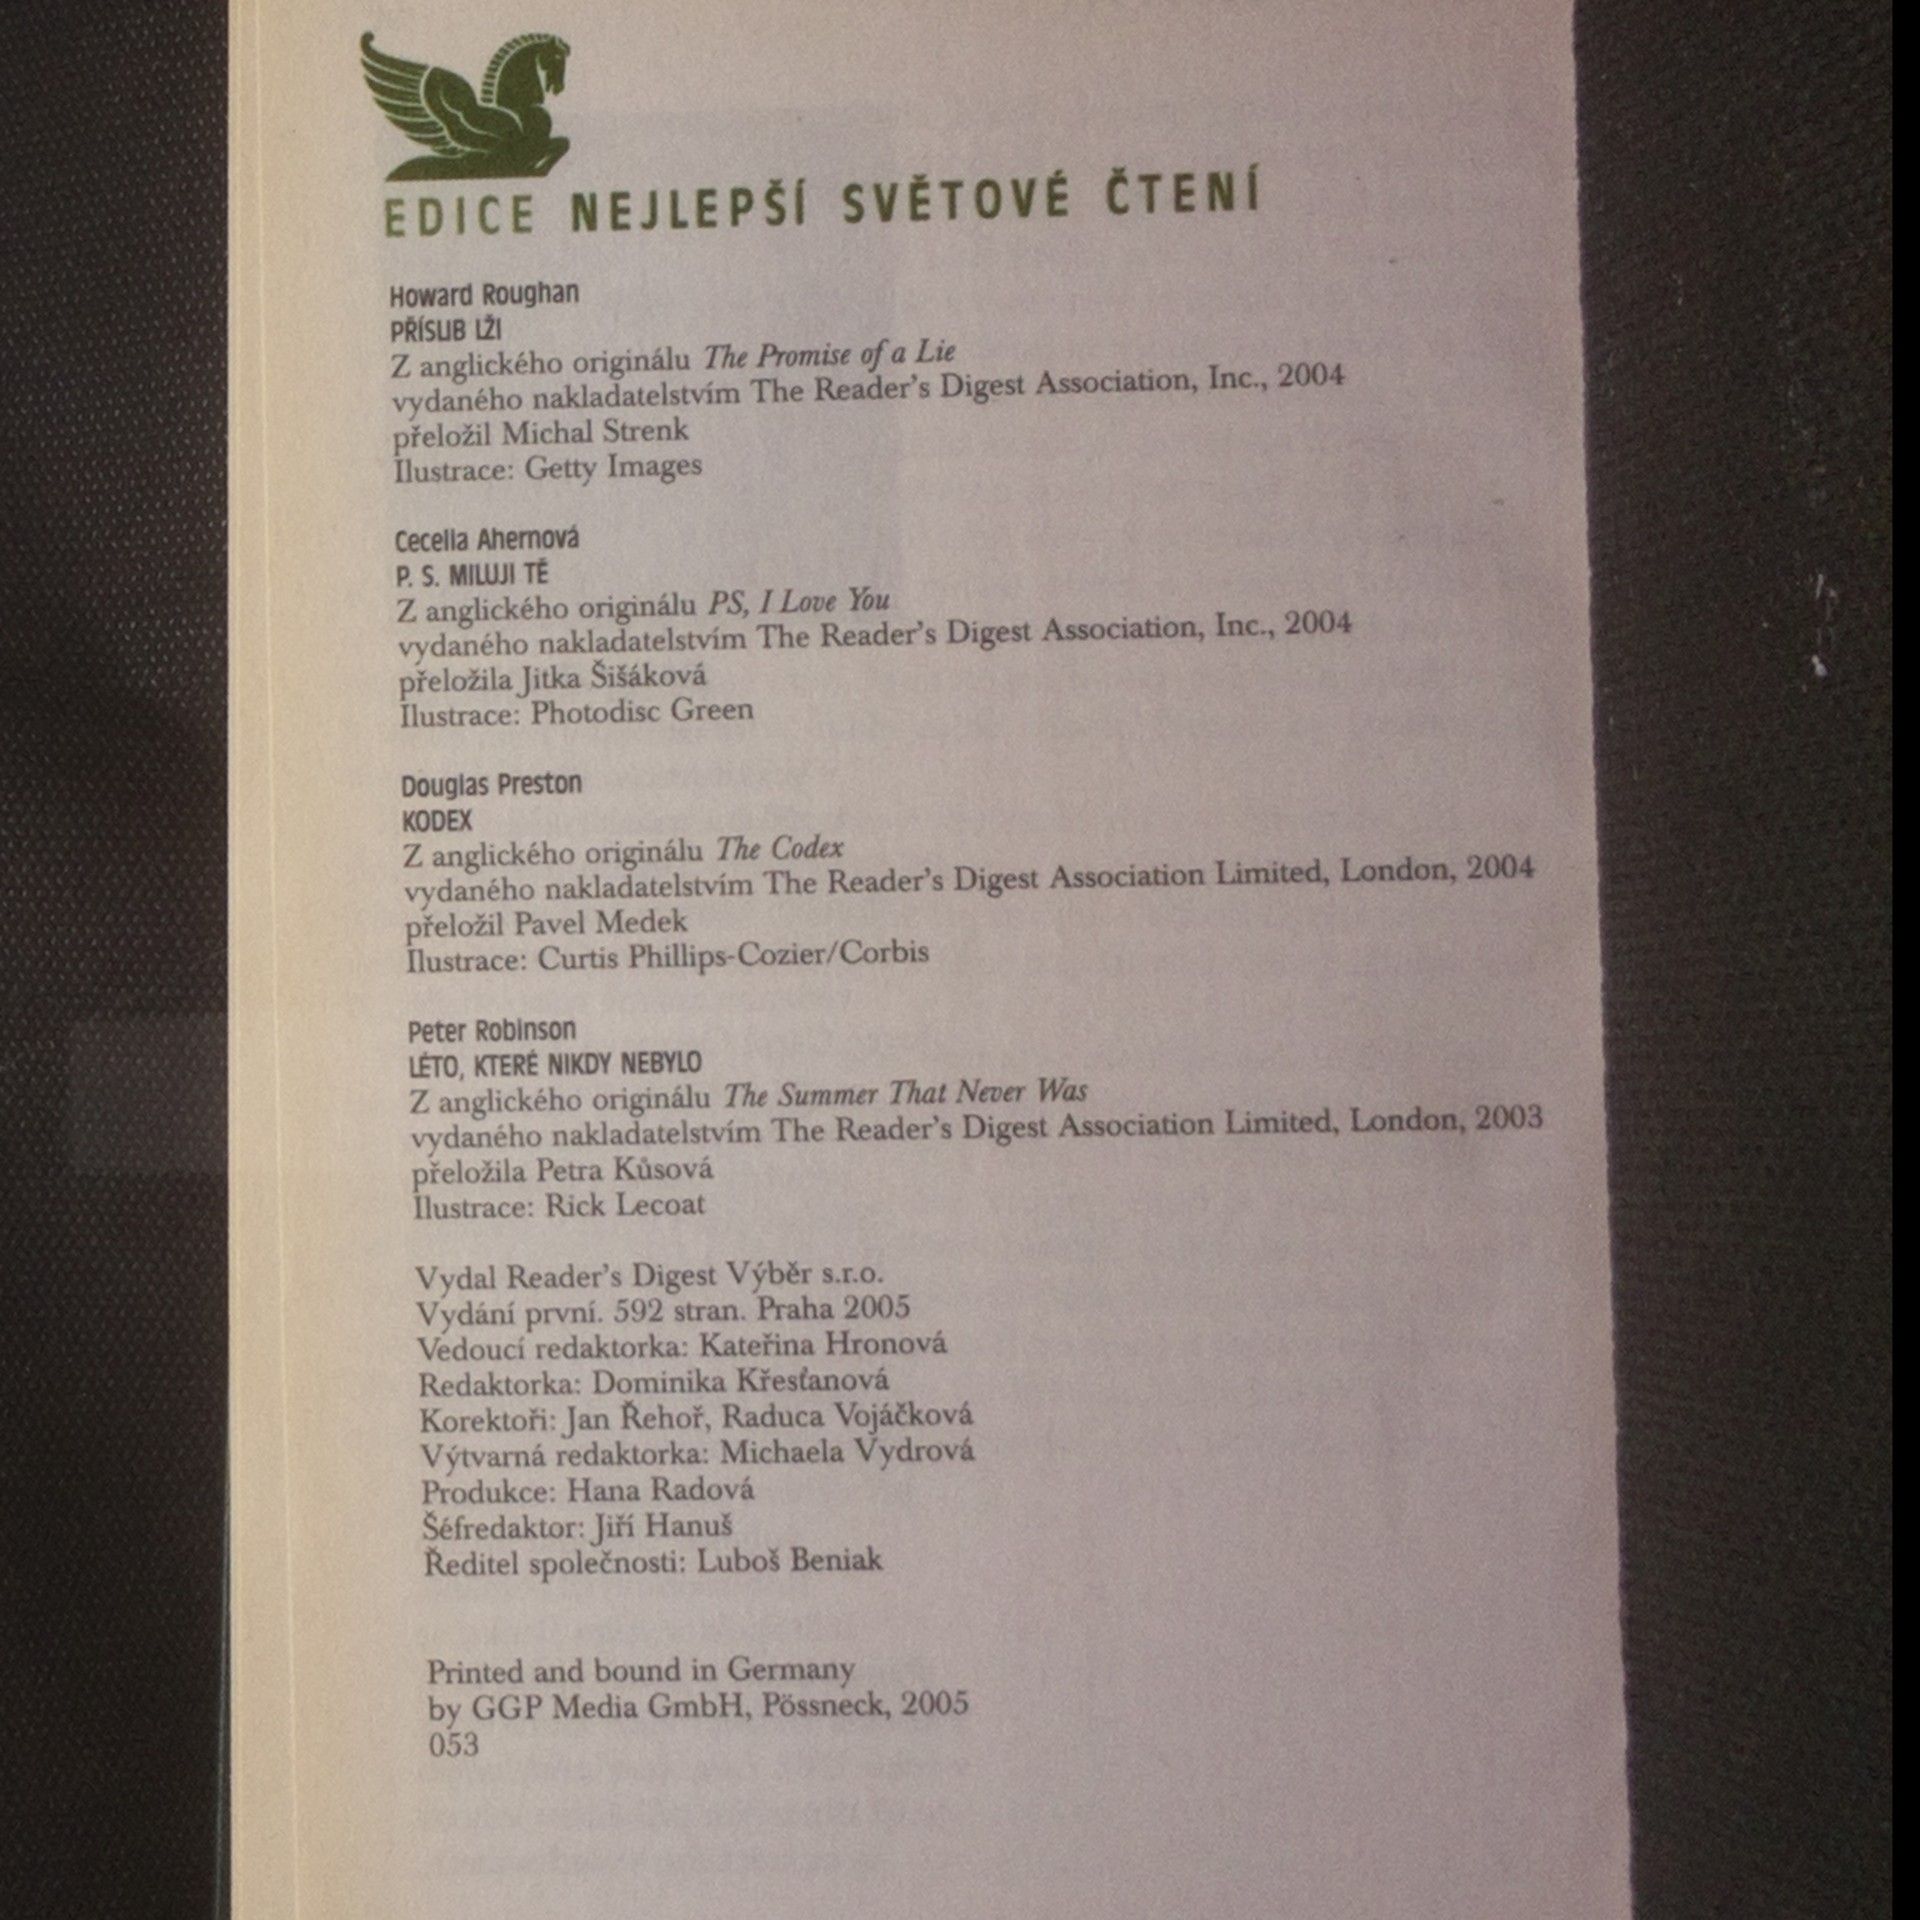 EDICE NEJLEPŠÍ SVĚTOVÉ ČTENÍ
Howard Roughan
PŘÍSLIB LŽI
Z anglického originálu The Promise of a Lie
vydaného nakladatelstvím The Reader's Digest Association, Inc., 2004
přeložil Michal Strenk
Ilustrace: Getty Images
Cecelia Ahernová
P. S. MILUJI TĚ
Z anglického originálu PS, I Love You
vydaného nakladatelstvím The Reader's Digest Association, Inc., 2004
přeložila Jitka Šišáková
Ilustrace: Photodisc Green
Douglas Preston
KODEX
Z anglického originálu The Codex
vydaného nakladatelstvím The Reader's Digest Association Limited, London, 2004
přeložil Pavel Medek
Ilustrace: Curtis Phillips-Cozier/Corbis
Peter Robinson
LÉTO, KTERÉ NIKDY NEBYLO
Z anglického originálu The Summer That Never Was
vydaného nakladatelstvím The Reader's Digest Association Limited, London, 2003
přeložila Petra Kůsová
Ilustrace: Rick Lecoat
Vydal Reader's Digest Výběr s.r.o.
Vydání první. 592 stran. Praha 2005
Vedoucí redaktorka: Kateřina Hronová
Redaktorka: Dominika Křesťanová
Korektoři: Jan Řehoř, Raduca Vojáčková
Výtvarná redaktorka: Michaela Vydrová
Produkce: Hana Radová
Šéfredaktor: Jiří Hanuš
Ředitel společnosti: Luboš Beniak
Printed and bound in Germany
by GGP Media GmbH, Pössneck, 2005
053